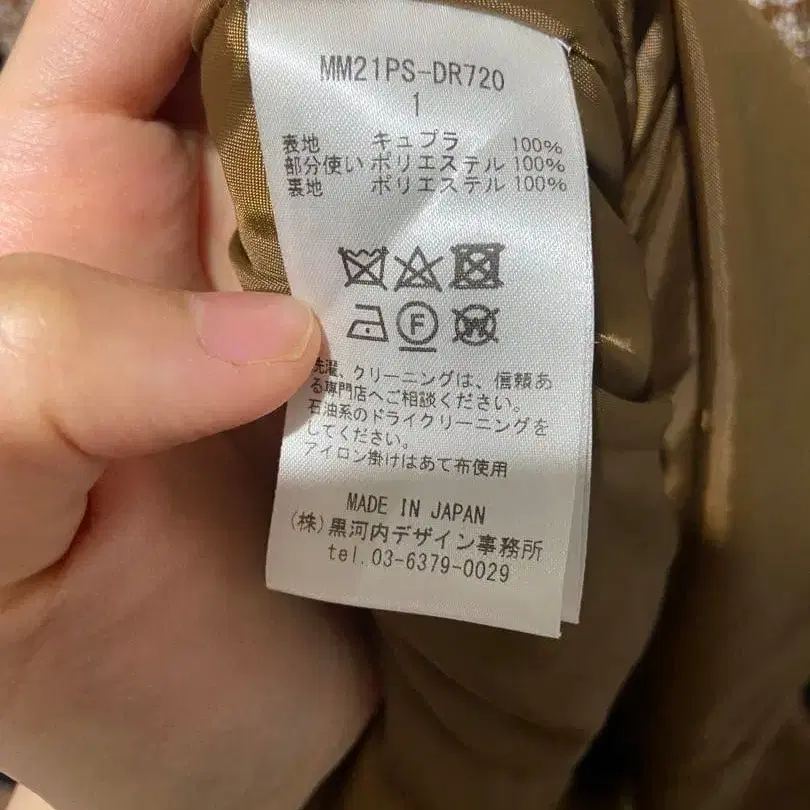 MM21PS-DR720
1
表地 キュプラ 100%
部分使い ポリエステル 100%
裏地 ポリエステル 100%
F
W
洗濯、クリーニングは、信頼あ
る専門店へご相談ください。
石油系のドライクリーニングを
してください。
アイロン掛けはあて布使用
MADE IN JAPAN
(株)黒河内デザイン事務所
tel.03-6379-0029